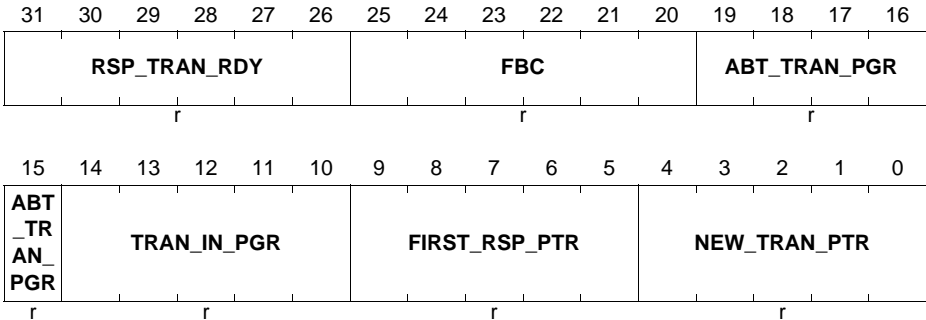 31 30 29 28 27 26 25 24 23 22 21 20 19 18 17 16
RSP_TRAN_RDY FBC ABT_TRAN_PGR
r r r
15 14 13 12 11 10 9 8 7 6 5 4 3 2 1 0
ABT
_TR
AN_
PGR
TRAN_IN_PGR FIRST_RSP_PTR NEW_TRAN_PTR
r r r r